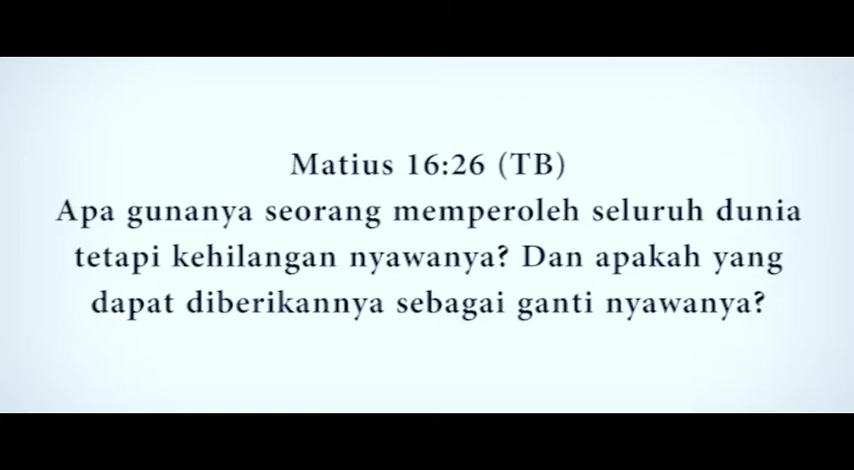 Matius 16:26 (TB)
Apa gunanya seorang memperoleh seluruh dunia
tetapi kehilangan nyawanya? Dan apakah yang
dapat diberikannya sebagai ganti nyawanya?